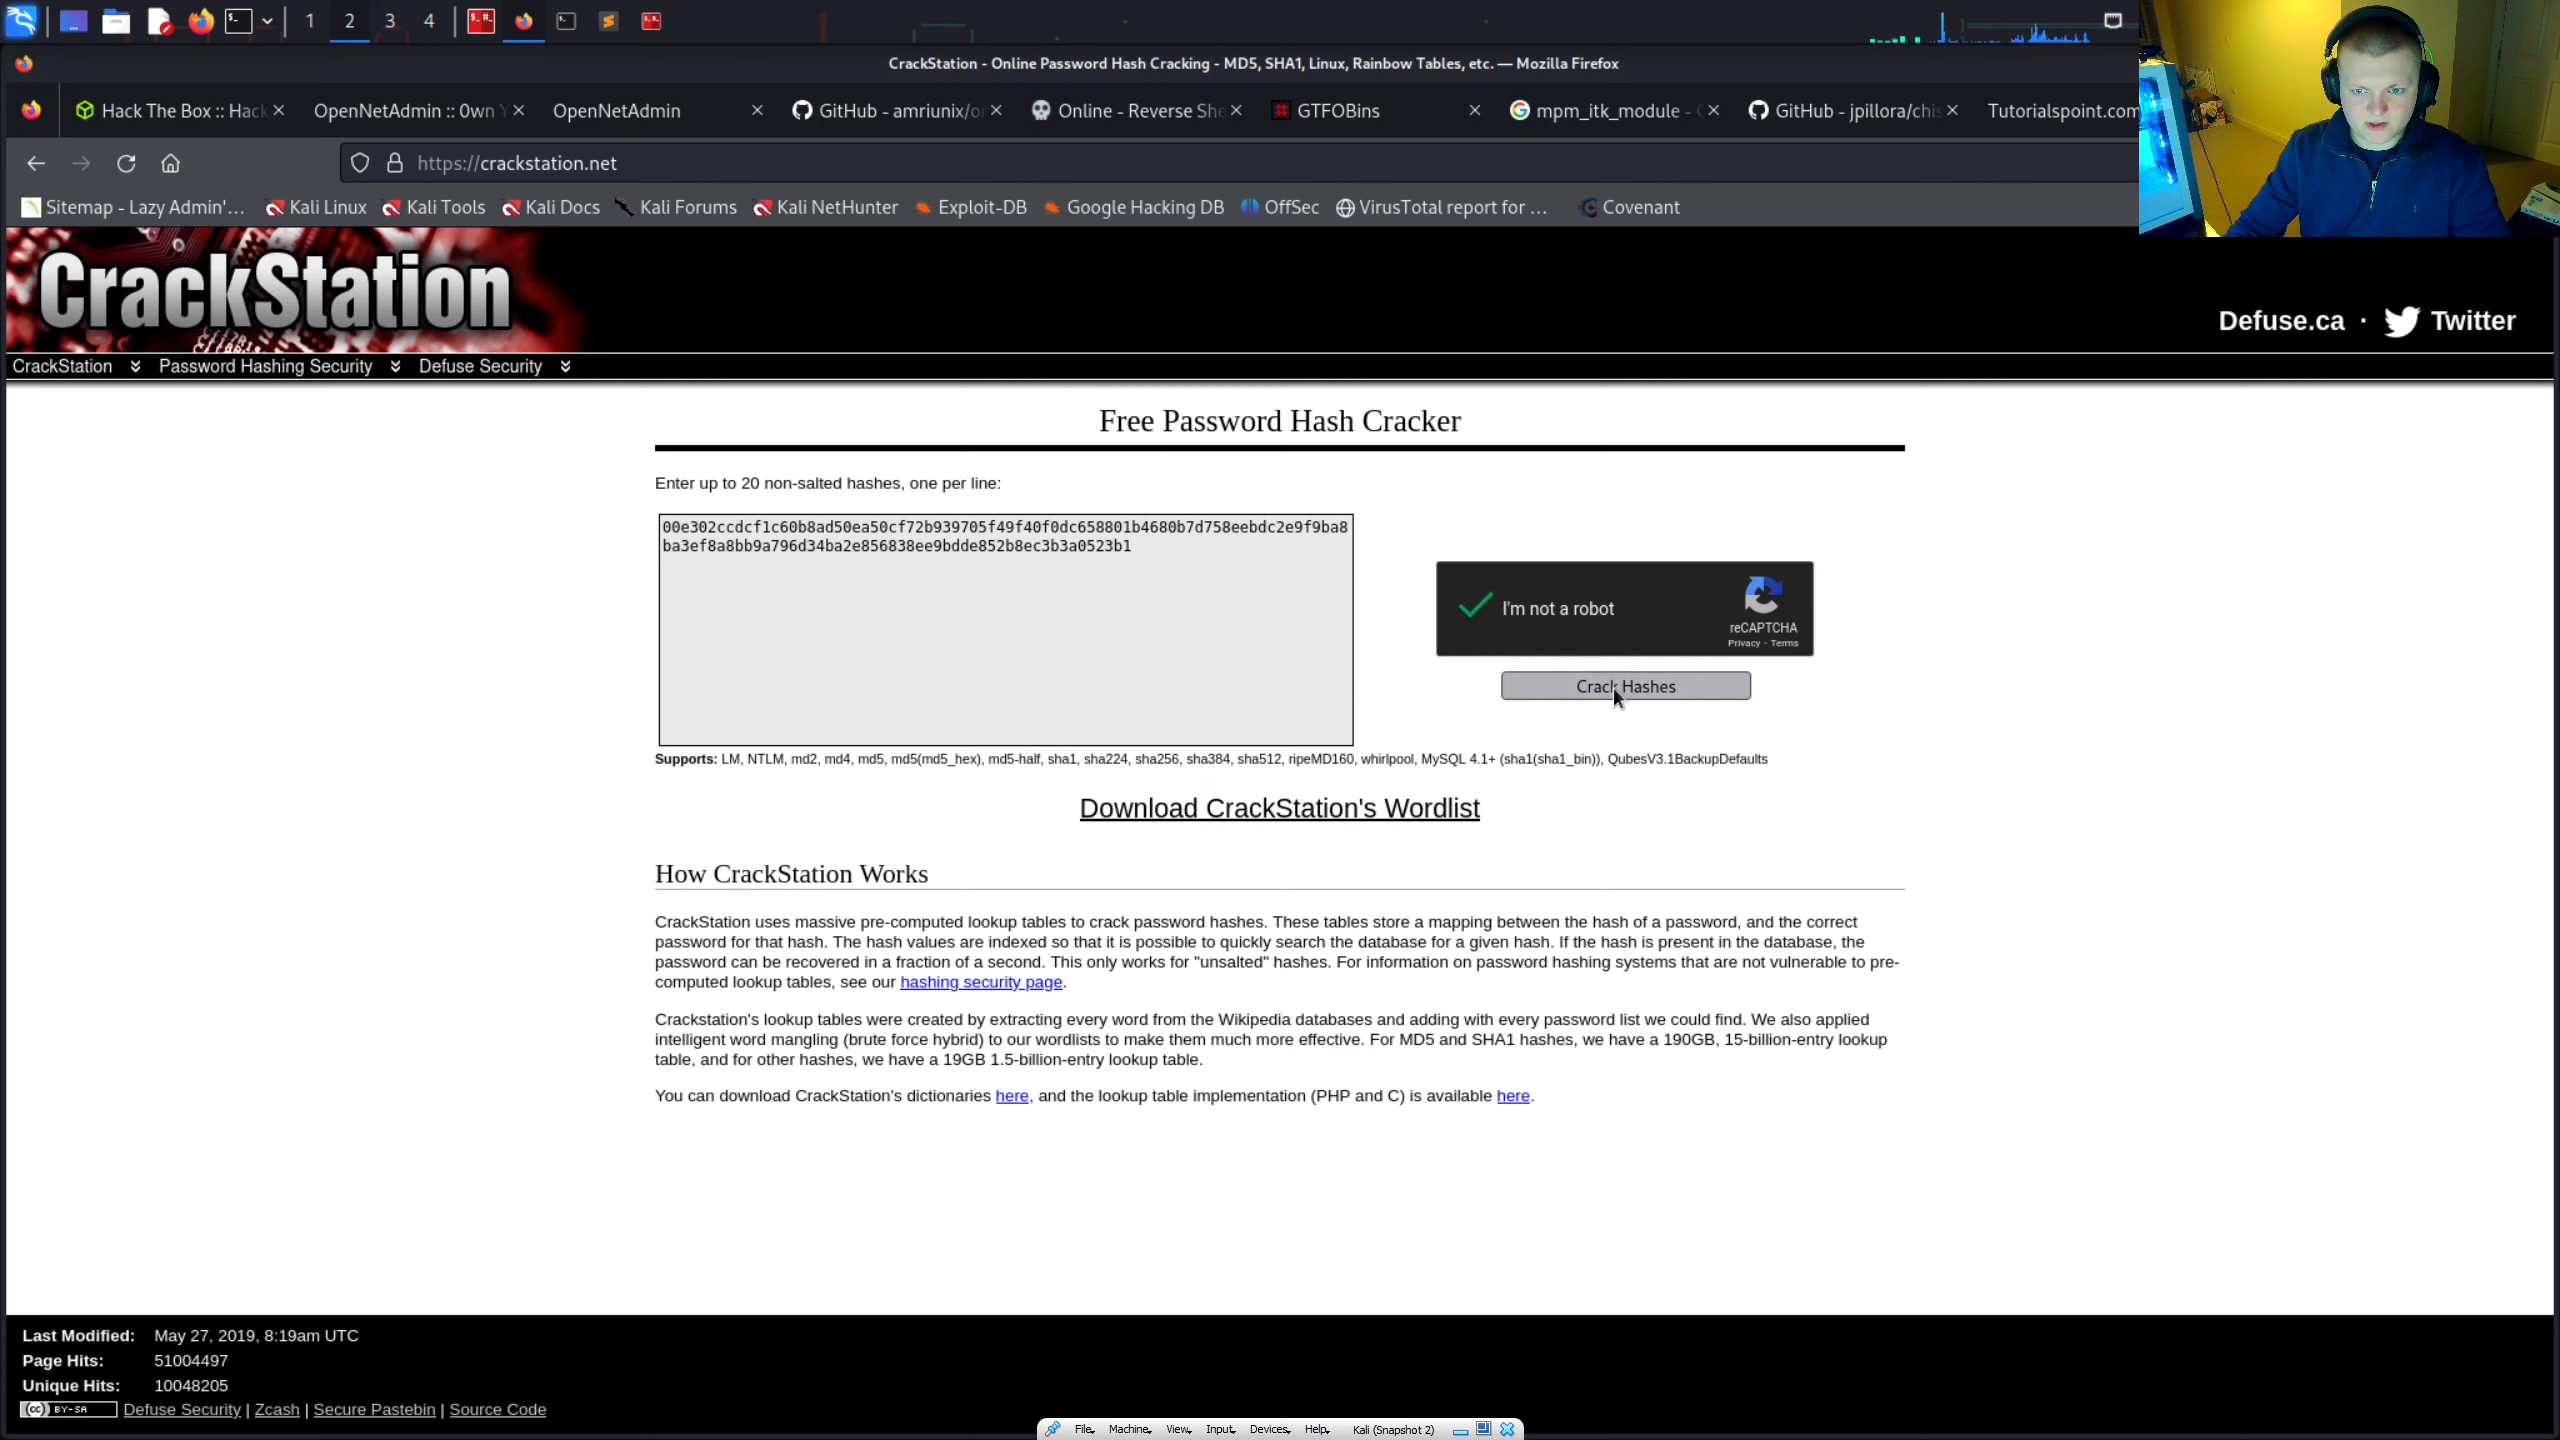 1 2 3 4
CrackStation - Online Password Hash Cracking - MD5, SHA1, Linux, Rainbow Tables, etc. — Mozilla Firefox
Hack The Box :: Hack OpenNetAdmin :: 0wn Y OpenNetAdmin GitHub - amriunix/o Online - Reverse She GTFOBins mpm_itk_module - GitHub - jpillora/chis Tutorialspoint.com
https://crackstation.net
Sitemap - Lazy Admin'... Kali Linux Kali Tools Kali Docs Kali Forums Kali NetHunter Exploit-DB Google Hacking DB OffSec VirusTotal report for ... Covenant
CrackStation
Defuse.ca · Twitter
CrackStation Password Hashing Security Defuse Security
Free Password Hash Cracker
Enter up to 20 non-salted hashes, one per line:
00e302ccdcf1c60b8ad50ea50cf72b939705f49f40f0dc658801b4680b7d758eebdc2e9f9ba8
ba3ef8a8bb9a796d34ba2e856838ee9bdde852b8ec3b3a0523b1
I'm not a robot
reCAPTCHA
Privacy - Terms
Crack Hashes
Supports: LM, NTLM, md2, md4, md5, md5(md5_hex), md5-half, sha1, sha224, sha256, sha384, sha512, ripeMD160, whirlpool, MySQL 4.1+ (sha1(sha1_bin)), QubesV3.1BackupDefaults
Download CrackStation's Wordlist
How CrackStation Works
CrackStation uses massive pre-computed lookup tables to crack password hashes. These tables store a mapping between the hash of a password, and the correct
password for that hash. The hash values are indexed so that it is possible to quickly search the database for a given hash. If the hash is present in the database, the
password can be recovered in a fraction of a second. This only works for "unsalted" hashes. For information on password hashing systems that are not vulnerable to pre-
computed lookup tables, see our hashing security page.
Crackstation's lookup tables were created by extracting every word from the Wikipedia databases and adding with every password list we could find. We also applied
intelligent word mangling (brute force hybrid) to our wordlists to make them much more effective. For MD5 and SHA1 hashes, we have a 190GB, 15-billion-entry lookup
table, and for other hashes, we have a 19GB 1.5-billion-entry lookup table.
You can download CrackStation's dictionaries here, and the lookup table implementation (PHP and C) is available here.
Last Modified: May 27, 2019, 8:19am UTC
Page Hits: 51004497
Unique Hits: 10048205
(cc) BY-SA Defuse Security | Zcash | Secure Pastebin | Source Code
File Machine View Input Devices Help Kali (Snapshot 2)